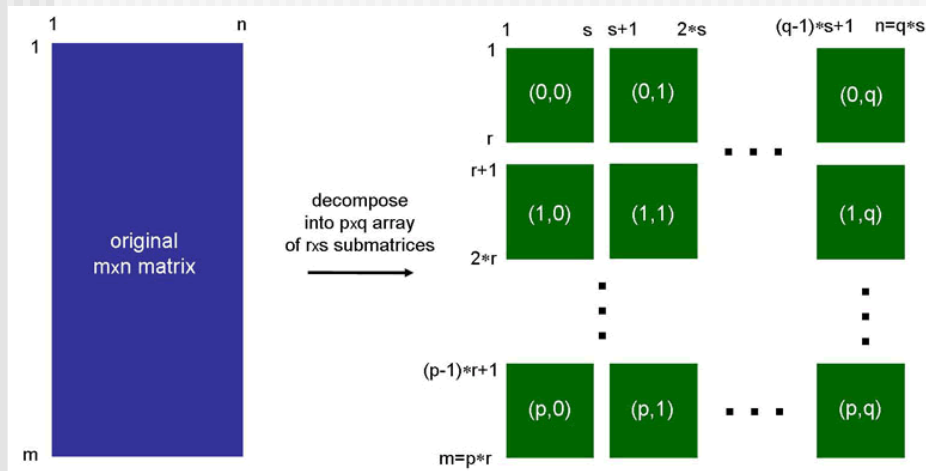 1 n
1
original
mxn matrix
m
decompose
into pxq array
of rxs submatrices
1 s s+1 2*s (q-1)*s+1 n=q*s
1
(0,0) (0,1) (0,q)
r
r+1
(1,0) (1,1) (1,q)
2*r
(p-1)*r+1
(p,0) (p,1) (p,q)
m=p*r